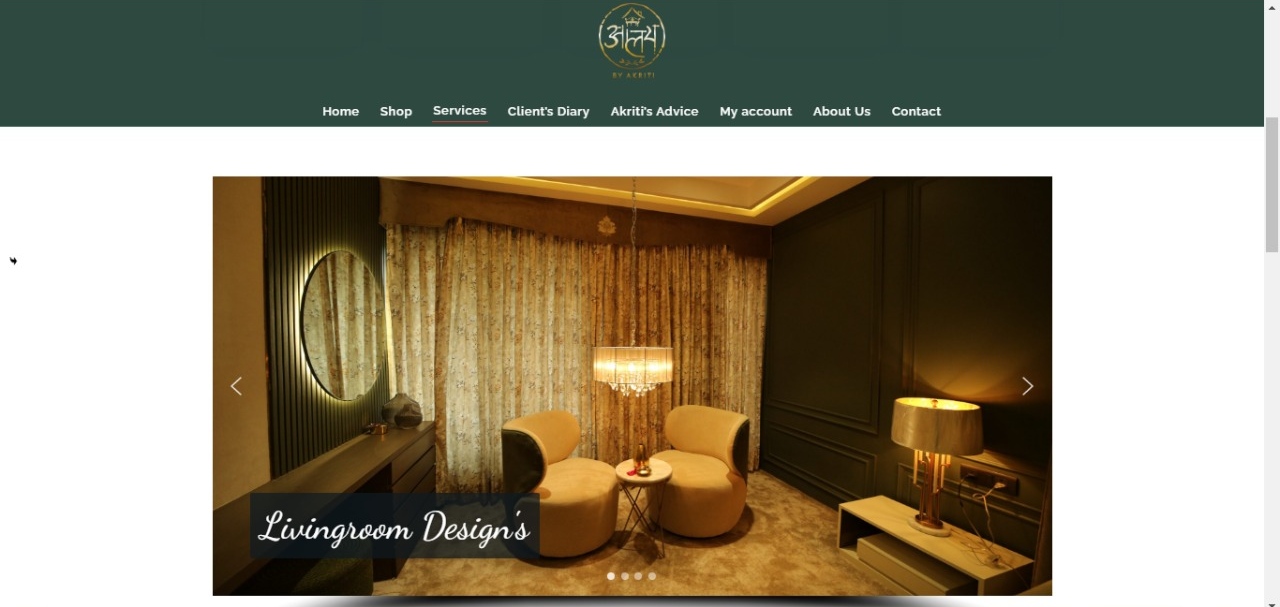 आलय
BY AKRITI
Home Shop Services Client's Diary Akriti's Advice My account About Us Contact
Livingroom Design's